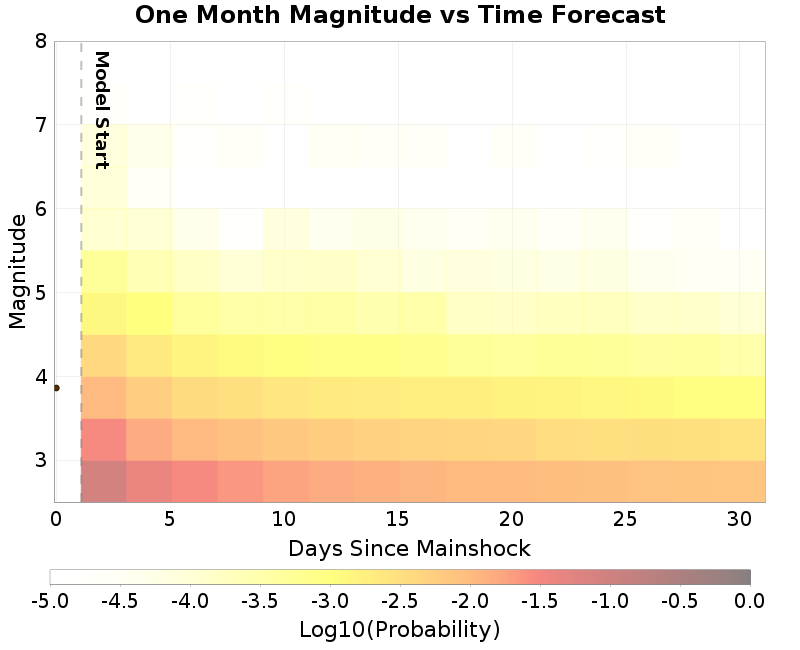 One Month Magnitude vs Time Forecast
8
7
6
5
4
3
Magnitude
Model Start
0 5 10 15 20 25 30
Days Since Mainshock
-5.0 -4.5 -4.0 -3.5 -3.0 -2.5 -2.0 -1.5 -1.0 -0.5 0.0
Log10(Probability)